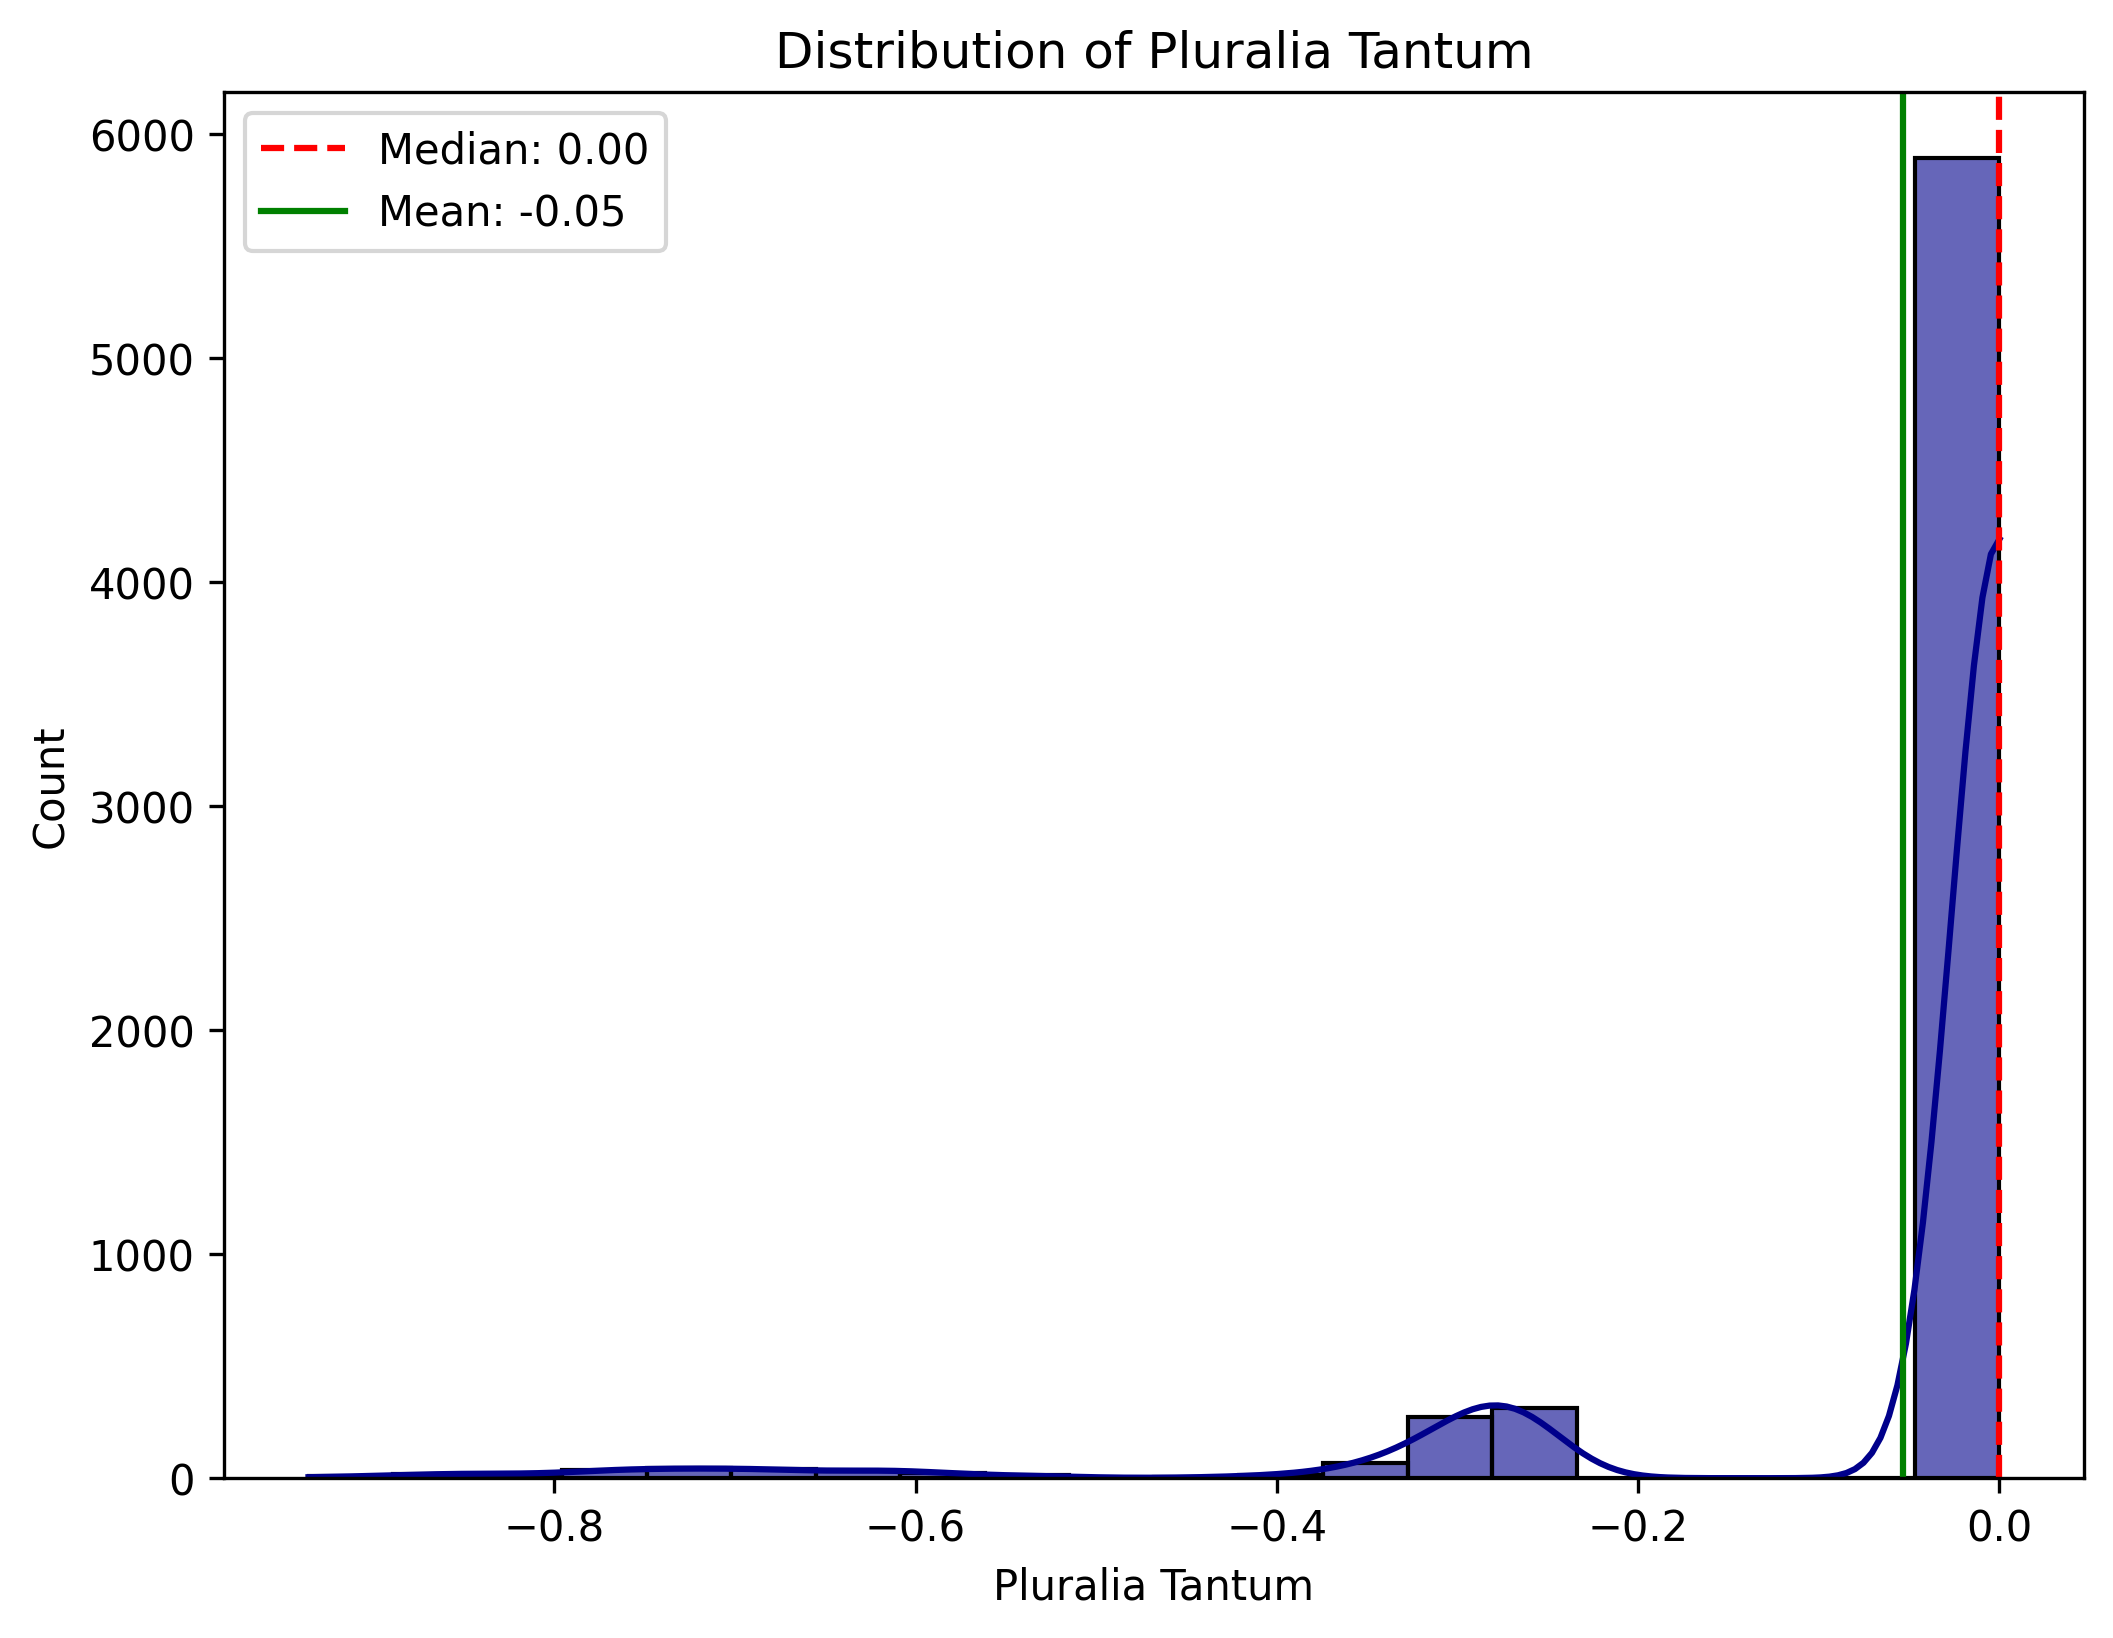 Distribution of Pluralia Tantum
Median: 0.00
Mean: -0.05
6000
5000
4000
3000
2000
1000
0
Count
−0.8
−0.6
−0.4
−0.2
0.0
Pluralia Tantum